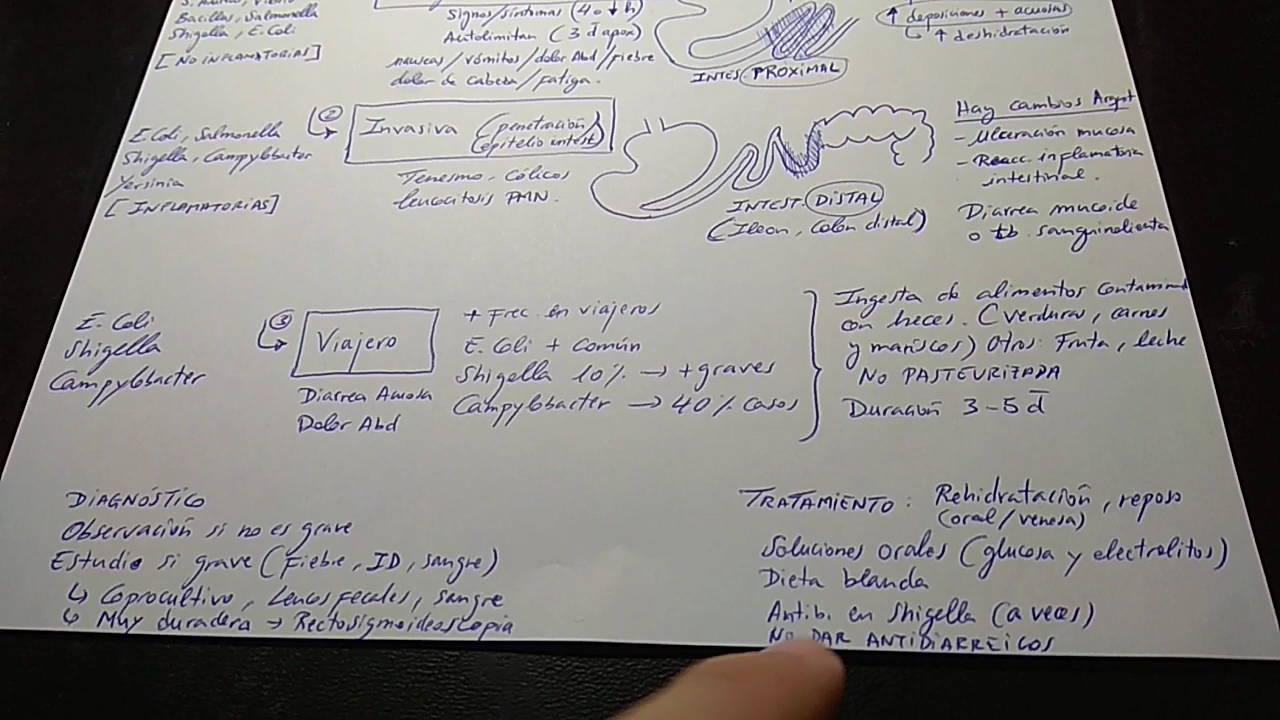 Bacillus, Salmonella
Shigella, E. Coli
[NO INFLAMATORIAS]
Signos/síntomas (4 o ↓ h)
Autolimitan (3 d̄ apox)
nauseas/vómitos/dolor Abd/fiebre
dolor de cabeza/fatiga.
INTES PROXIMAL
↑ deposiciones + acuosas
↳ ↑ deshidratación
E. Coli, Salmonella
Shigella, Campylobacter
Yersinia
[INFLAMATORIAS]
②
Invasiva (penetración)
(epitelio intest)
Tenesmo, cólicos
leucocitosis PMN.
INTEST. DISTAL
(Ileon, Colon distal)
Hay cambios
- Ulceración mucosa
- Reacc. inflamatoria
intestinal.
Diarrea mucoide
o tb. sanguinolienta
E. Coli
Shigella
Campylobacter
③
Viajero
Diarrea Acuosa
Dolor Abd
+ Frec. en viajeros
E. Coli + común
Shigella 10% → + graves
Campylobacter → 40% casos
Ingesta de alimentos contaminad
con heces. (verduras, carnes
y mariscos) Otros: Fruta, leche
NO PASTEURIZADA
Duración 3-5 d̄
DIAGNÓSTICO
Observación si no es grave
Estudio si grave (Fiebre, ID, sangre)
↳ Coprocultivo, Leucos fecales, sangre
↳ Muy duradera → Rectosigmoideoscopia
TRATAMIENTO: Rehidratación, reposo
(oral/venosa)
Soluciones orales (glucosa y electrolitos)
Dieta blanda
Antib. en Shigella (a veces)
NO DAR ANTIDIARREICOS